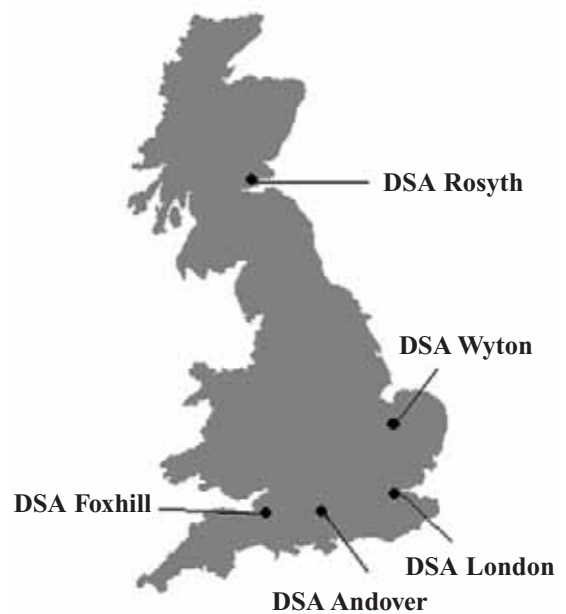 DSA Rosyth
DSA Wyton
DSA Foxhill
DSA London
DSA Andover